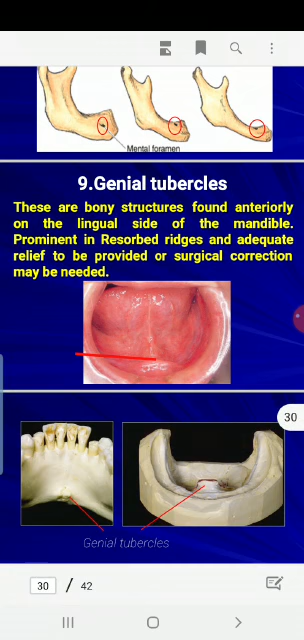 Mental foramen
9.Genial tubercles
These are bony structures found anteriorly
on the lingual side of the mandible.
Prominent in Resorbed ridges and adequate
relief to be provided or surgical correction
may be needed.
30
Genial tubercles
30 / 42